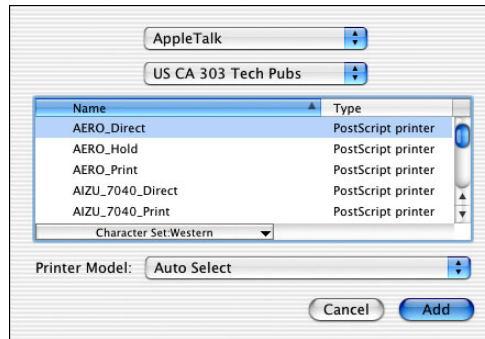 AppleTalk
US CA 303 Tech Pubs
Name Type
AERO_Direct PostScript printer
AERO_Hold PostScript printer
AERO_Print PostScript printer
AIZU_7040_Direct PostScript printer
AIZU_7040_Print PostScript printer
Character Set:Western
Printer Model: Auto Select
Cancel Add